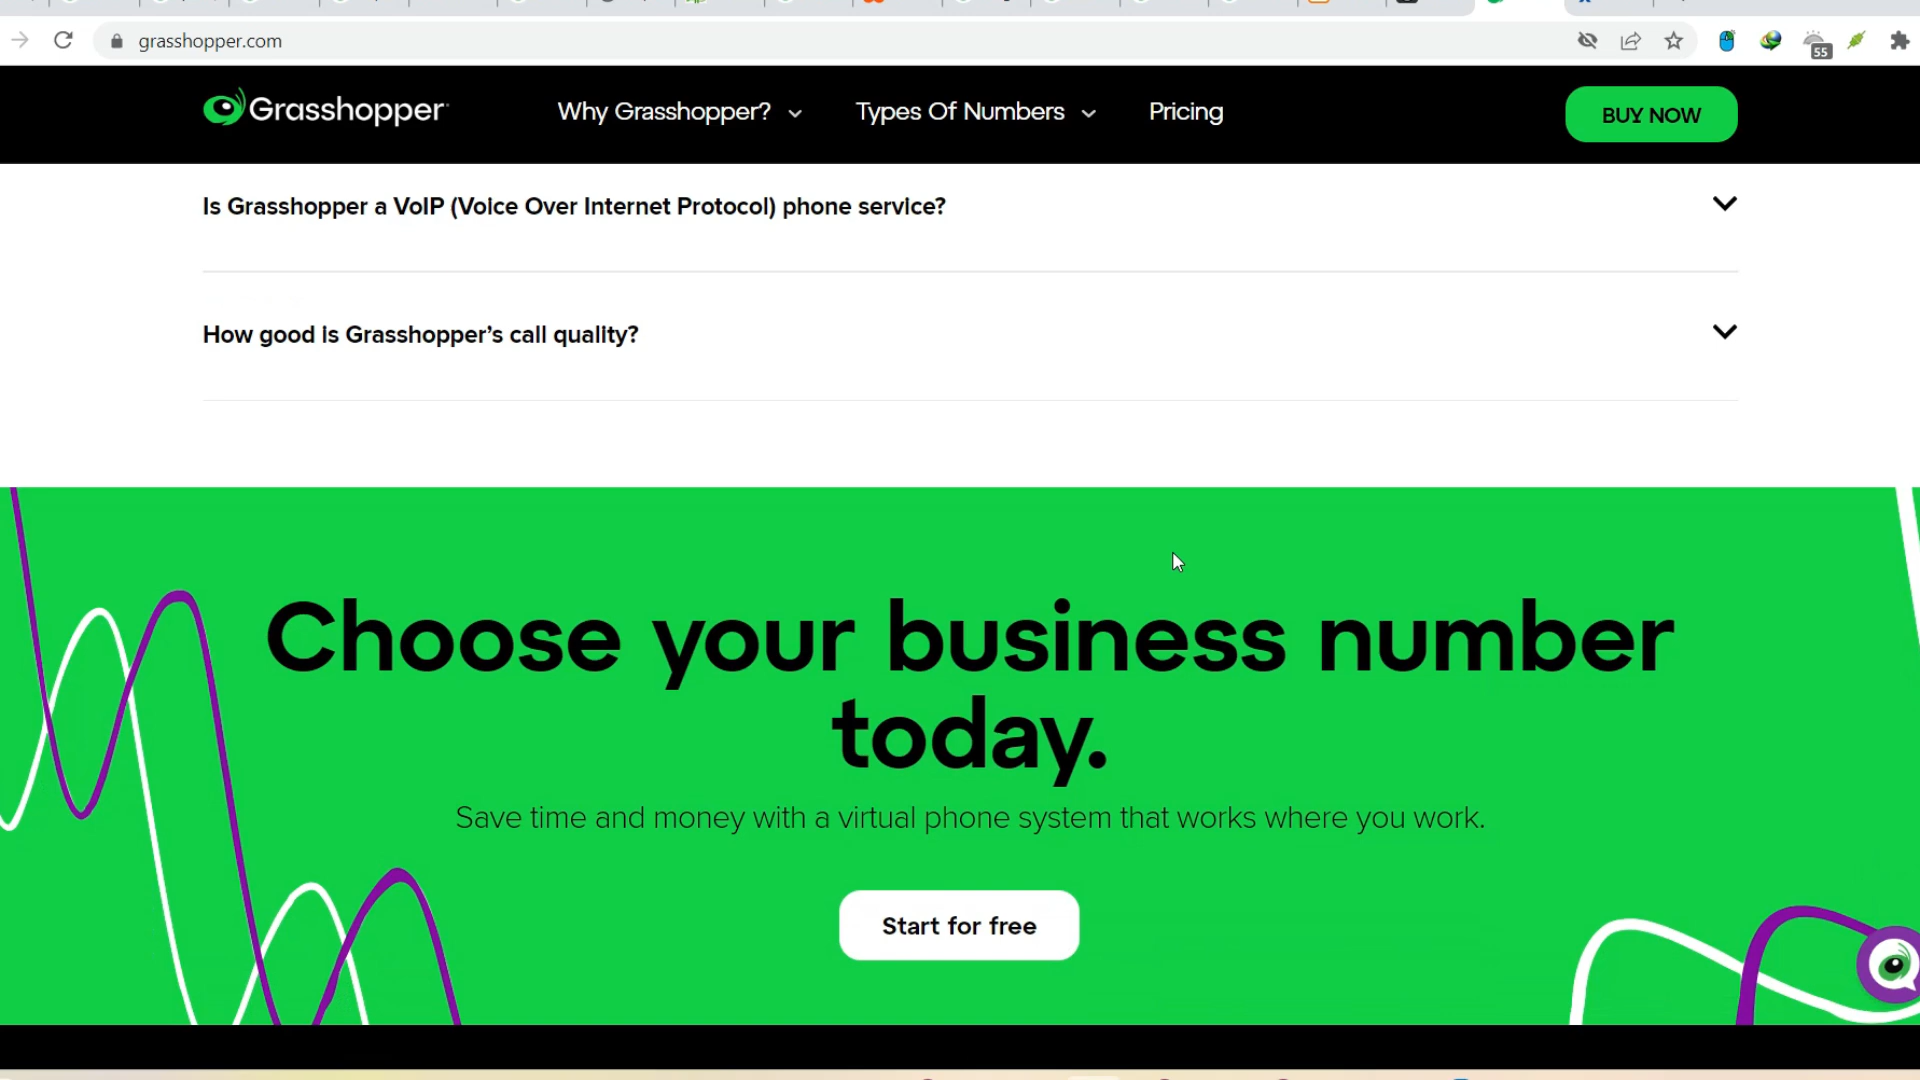 grasshopper.com
55
Grasshopper
Why Grasshopper?
Types Of Numbers
Pricing
BUY NOW
Is Grasshopper a VoIP (Voice Over Internet Protocol) phone service?
How good is Grasshopper’s call quality?
Choose your business number
today.
Save time and money with a virtual phone system that works where you work.
Start for free